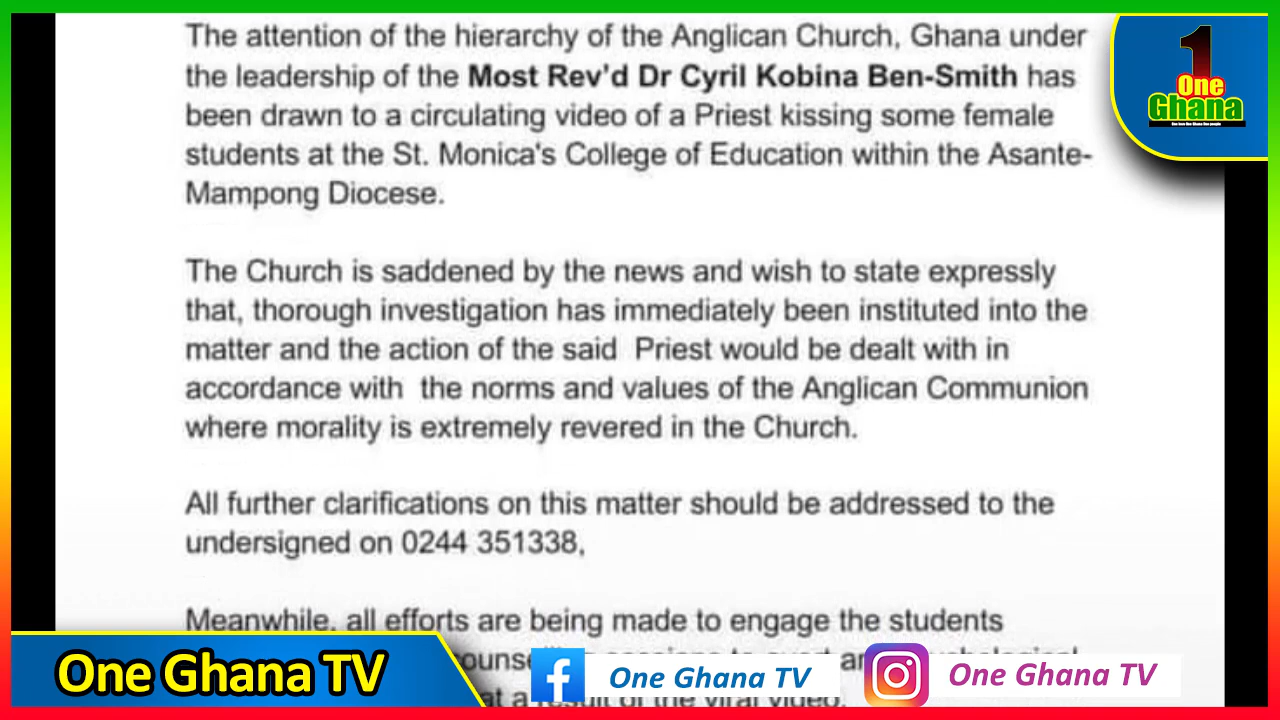 The attention of the hierarchy of the Anglican Church, Ghana under
the leadership of the Most Rev'd Dr Cyril Kobina Ben-Smith has
been drawn to a circulating video of a Priest kissing some female
students at the St. Monica's College of Education within the Asante-
Mampong Diocese.
The Church is saddened by the news and wish to state expressly
that, thorough investigation has immediately been instituted into the
matter and the action of the said Priest would be dealt with in
accordance with the norms and values of the Anglican Communion
where morality is extremely revered in the Church.
All further clarifications on this matter should be addressed to the
undersigned on 0244 351338,
Meanwhile, all efforts are being made to engage the students
at a result of the viral video.
1
One
Ghana
One Ghana TV
One Ghana TV
One Ghana TV